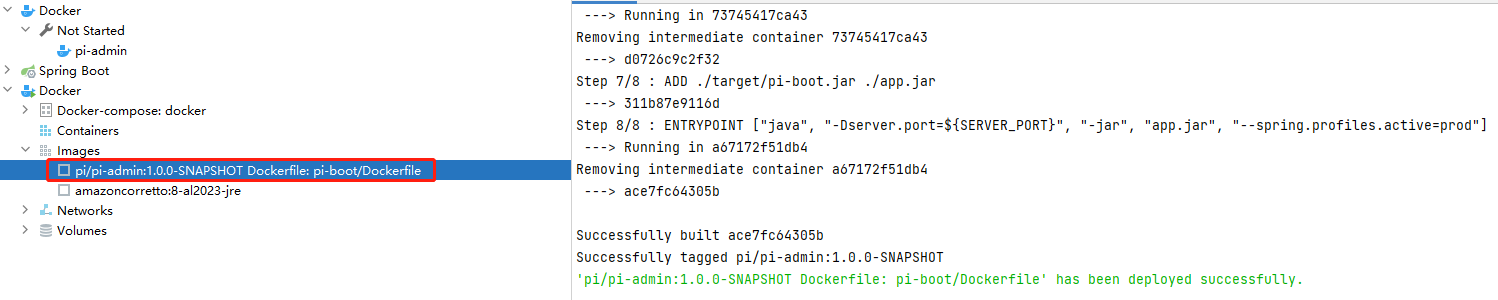 Docker
Not Started
pi-admin
Spring Boot
Docker
Docker-compose: docker
Containers
Images
pi/pi-admin:1.0.0-SNAPSHOT Dockerfile: pi-boot/Dockerfile
amazoncorretto:8-al2023-jre
Networks
Volumes
---> Running in 73745417ca43
Removing intermediate container 73745417ca43
---> d0726c9c2f32
Step 7/8 : ADD ./target/pi-boot.jar ./app.jar
---> 311b87e9116d
Step 8/8 : ENTRYPOINT ["java", "-Dserver.port=${SERVER_PORT}", "-jar", "app.jar", "--spring.profiles.active=prod"]
---> Running in a67172f51db4
Removing intermediate container a67172f51db4
---> ace7fc64305b
Successfully built ace7fc64305b
Successfully tagged pi/pi-admin:1.0.0-SNAPSHOT
'pi/pi-admin:1.0.0-SNAPSHOT Dockerfile: pi-boot/Dockerfile' has been deployed successfully.